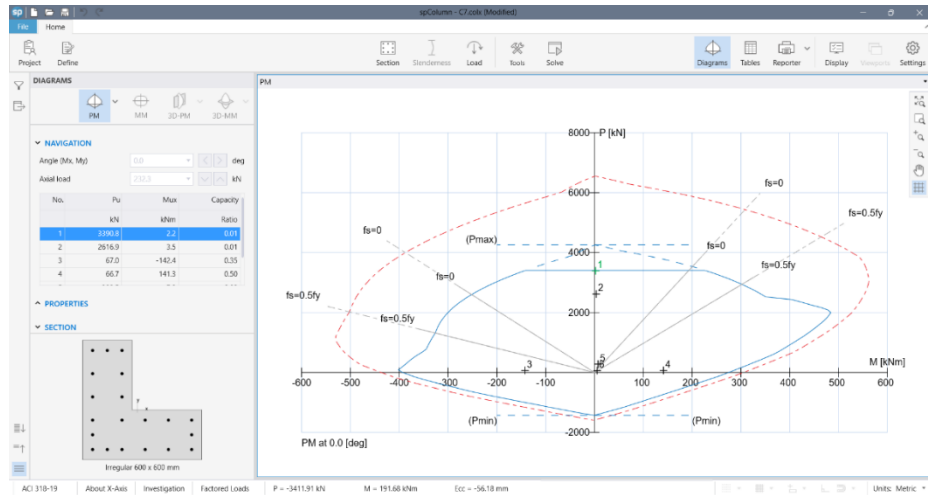 sp
spColumn - C7.colx (Modified)
File Home
Project Define Section Slenderness Load Tools Solve Diagrams Tables Reporter Display Viewports Settings
DIAGRAMS
PM MM 3D-PM 3D-MM
NAVIGATION
Angle (Mx, My) 0.0 deg
Axial load kN
No. Pu Mux Capacity
kN kNm Ratio
1 3390.8 2.2 0.01
2 2616.9 3.5 0.01
3 67.0 -142.4 0.35
4 66.7 141.3 0.50
PROPERTIES
SECTION
y
x
Irregular 600 x 600 mm
PM
8000 P [kN]
6000
fs=0
fs=0.5fy
fs=0
(Pmax)
fs=0
4000
1
fs=0
fs=0.5fy
fs=0.5fy
2
2000
fs=0.5fy
M [kNm]
5
3
4
-600 -500 -400 -300 -200 -100 0 100 200 300 400 500 600
(Pmin) (Pmin)
-2000
PM at 0.0 [deg]
ACI 318-19 About X-Axis Investigation Factored Loads P = -3411.91 kN M = 191.68 kNm Ecc = -56.18 mm Units: Metric